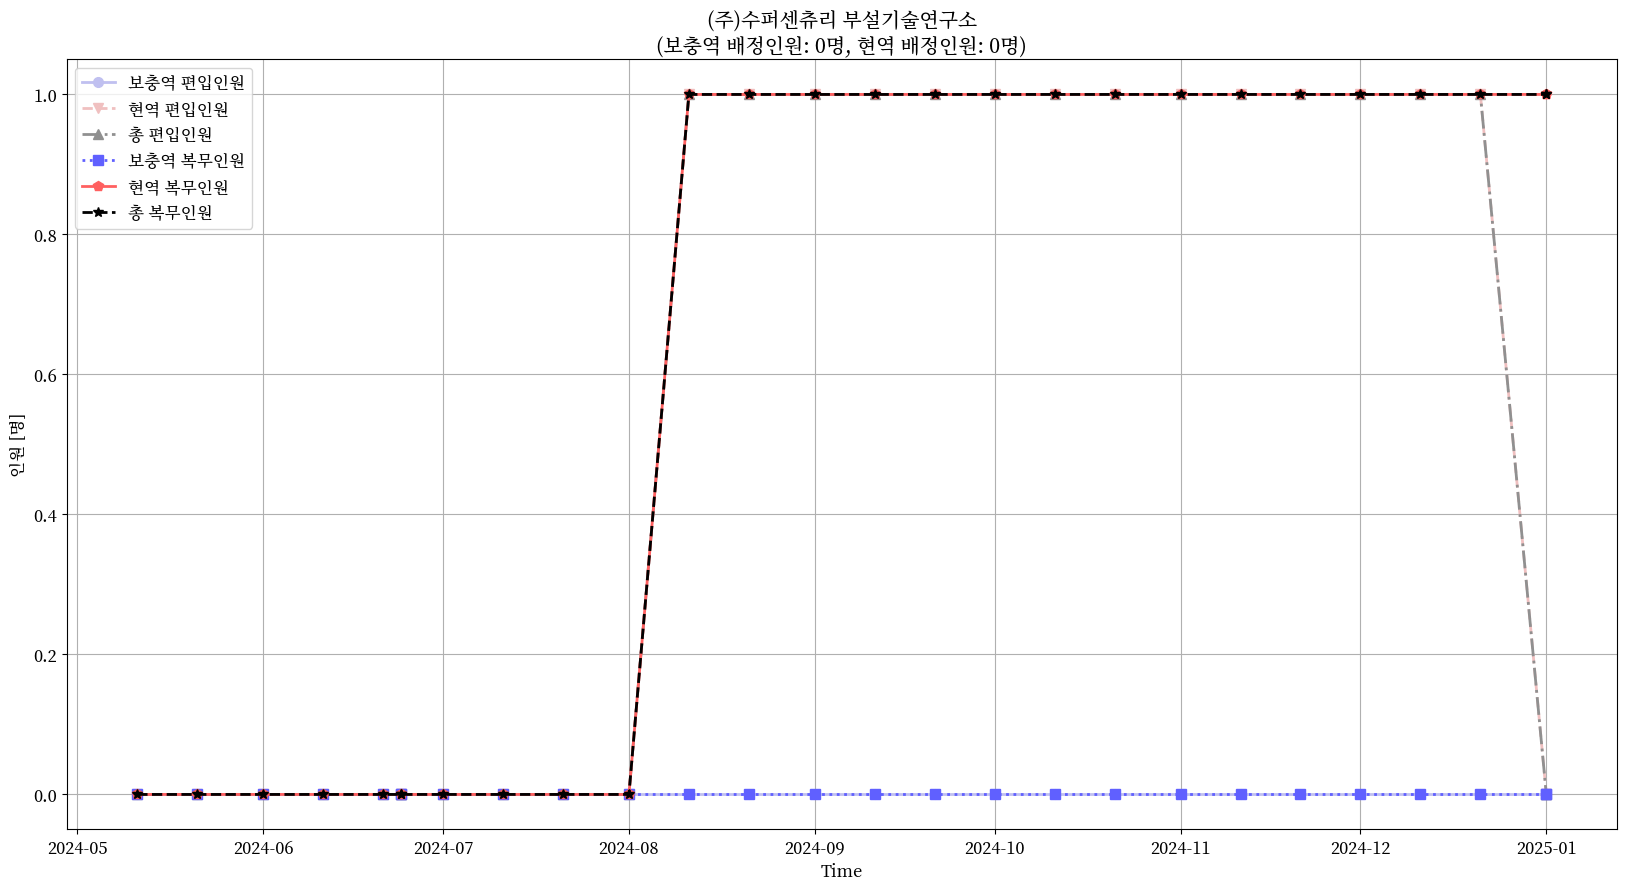 (주)수퍼센츄리 부설기술연구소
(보충역 배정인원: 0명, 현역 배정인원: 0명)
보충역 편입인원
현역 편입인원
총 편입인원
보충역 복무인원
현역 복무인원
총 복무인원
1.0
0.8
0.6
0.4
0.2
0.0
인원 [명]
2024-05 2024-06 2024-07 2024-08 2024-09 2024-10 2024-11 2024-12 2025-01
Time